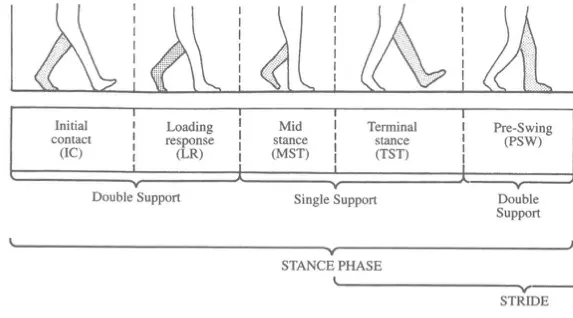 Initial
contact
(IC)
Loading
response
(LR)
Mid
stance
(MST)
Terminal
stance
(TST)
Pre-Swing
(PSW)
Double Support
Single Support
Double
Support
STANCE PHASE
STRIDE